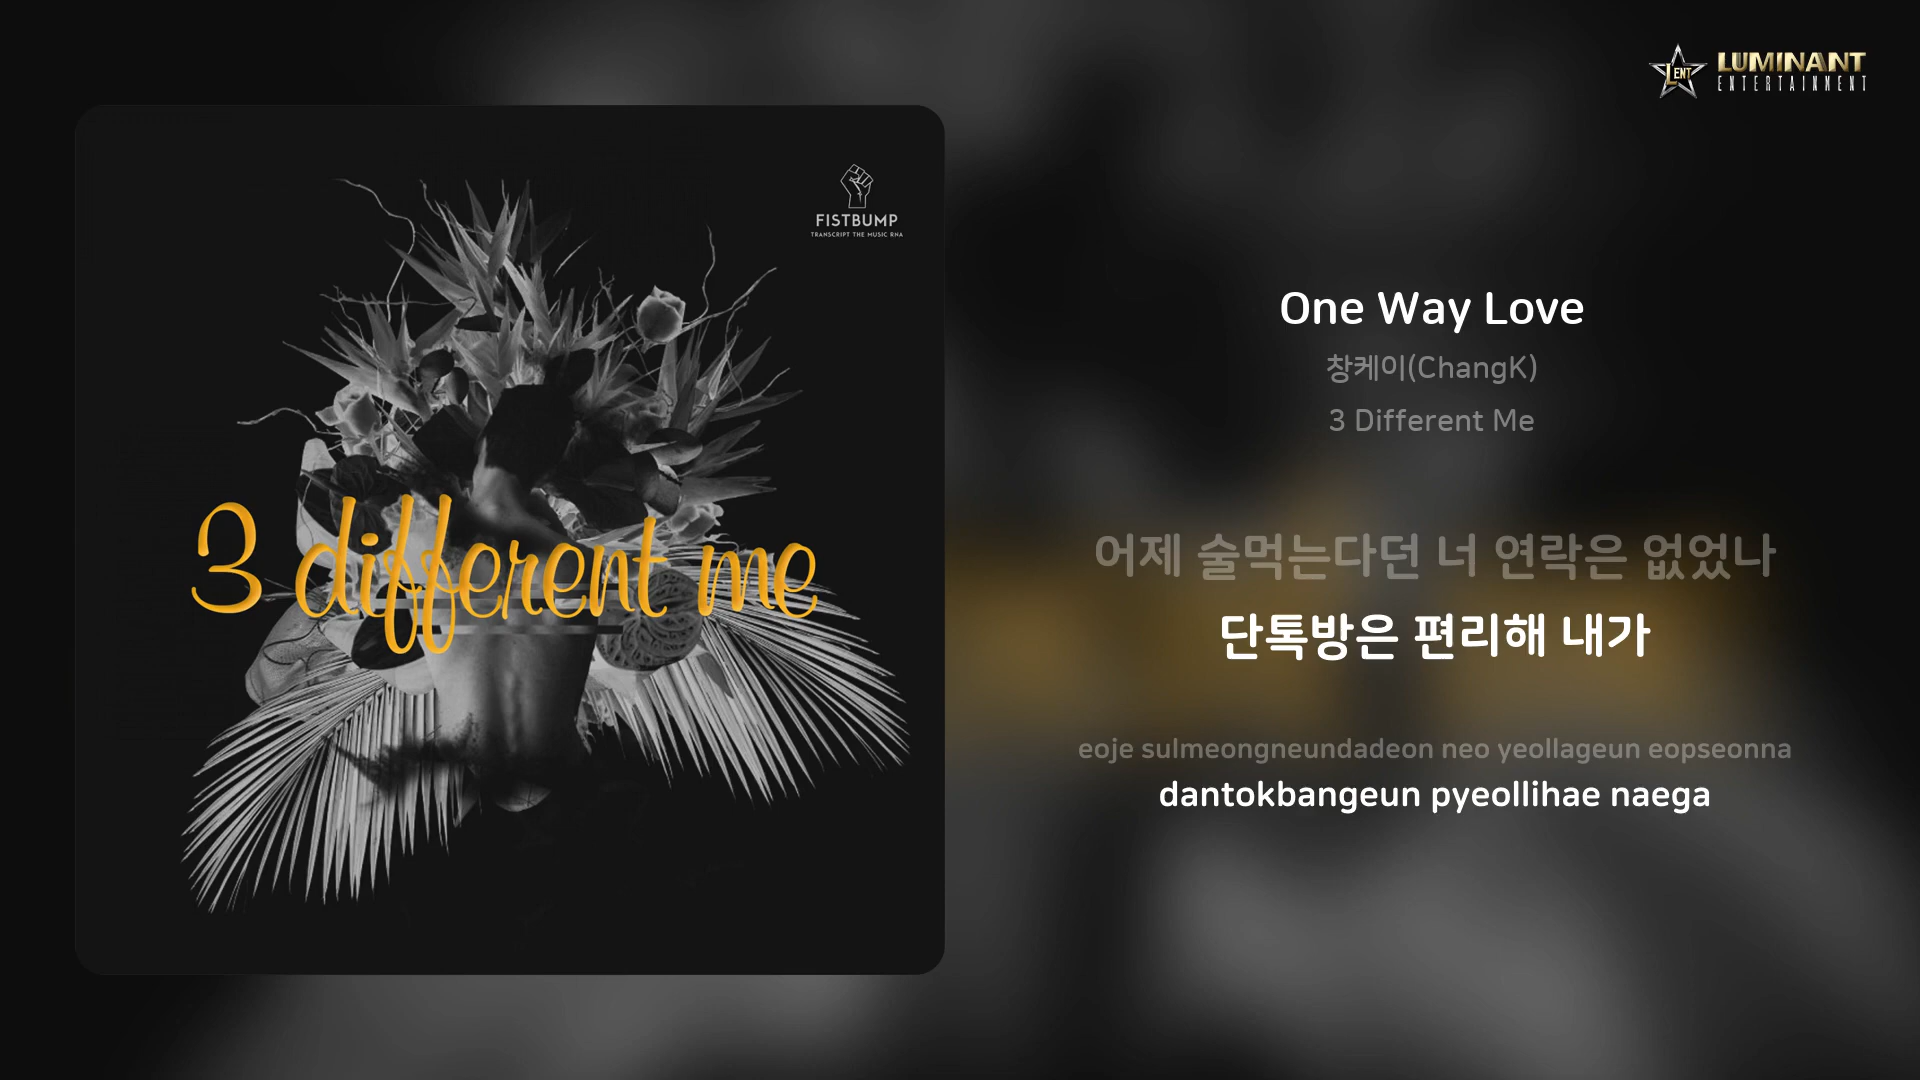 LENT
LUMINANT
ENTERTAINMENT
FISTBUMP
TRANSCRIPT THE MUSIC RNA
3 different me
One Way Love
창케이(ChangK)
3 Different Me
어제 술먹는다던 너 연락은 없었나
단톡방은 편리해 내가
eoje sulmeongneundadeon neo yeollageun eopseonna
dantokbangeun pyeollihae naega